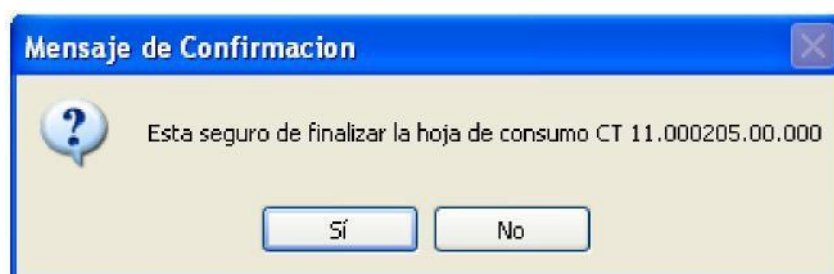 Mensaje de Confirmacion
Esta seguro de finalizar la hoja de consumo CT 11.000205.00.000
Sí No